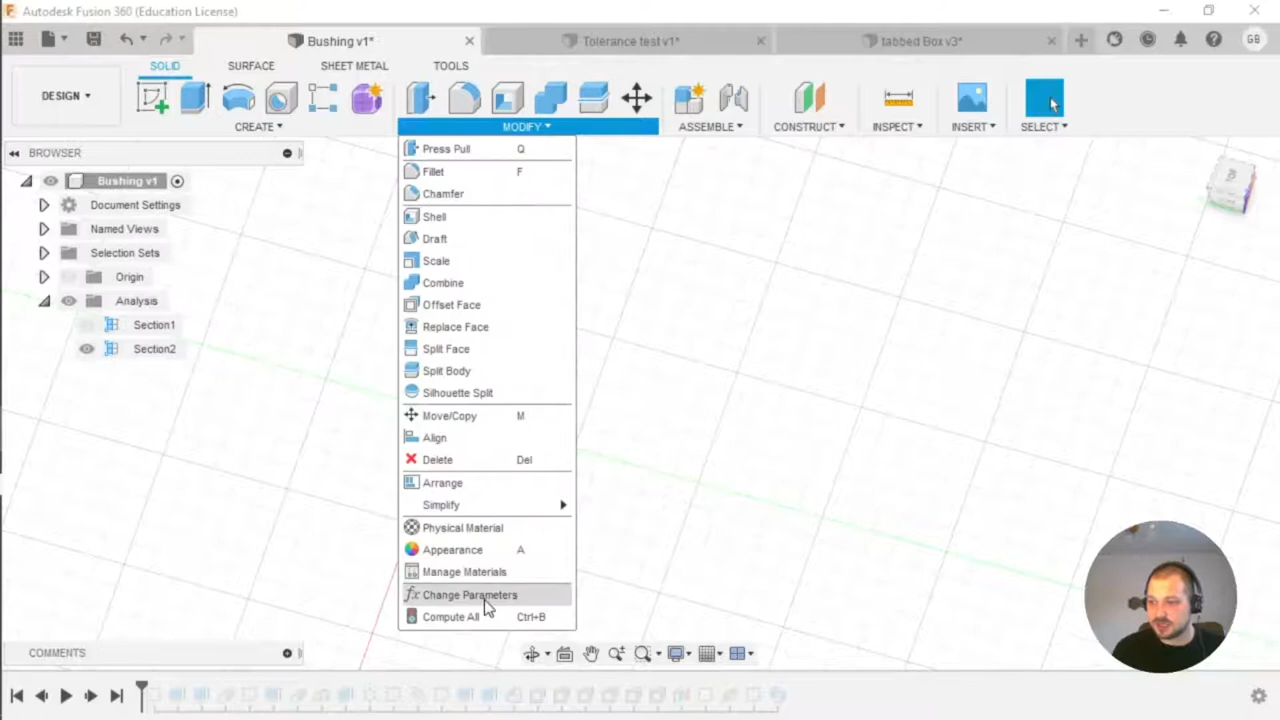 Autodesk Fusion 360 (Education License)
Bushing v1*
Tolerance test v1*
tabbed Box v3*
GB
DESIGN
SOLID
SURFACE
SHEET METAL
TOOLS
CREATE
MODIFY
ASSEMBLE
CONSTRUCT
INSPECT
INSERT
SELECT
BROWSER
Bushing v1
Document Settings
Named Views
Selection Sets
Origin
Analysis
Section1
Section2
Press Pull Q
Fillet F
Chamfer
Shell
Draft
Scale
Combine
Offset Face
Replace Face
Split Face
Split Body
Silhouette Split
Move/Copy M
Align
Delete Del
Arrange
Simplify
Physical Material
Appearance A
Manage Materials
Change Parameters
Compute All Ctrl+B
COMMENTS